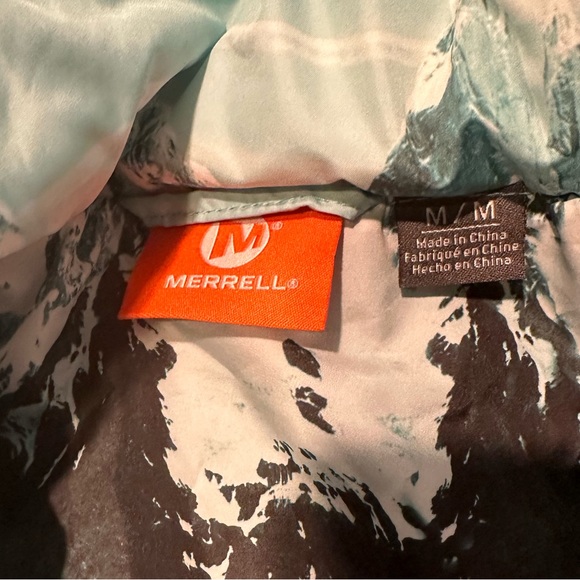 M®
MERRELL®
M / M
Made in China
Fabriqué en Chine
Hecho en China